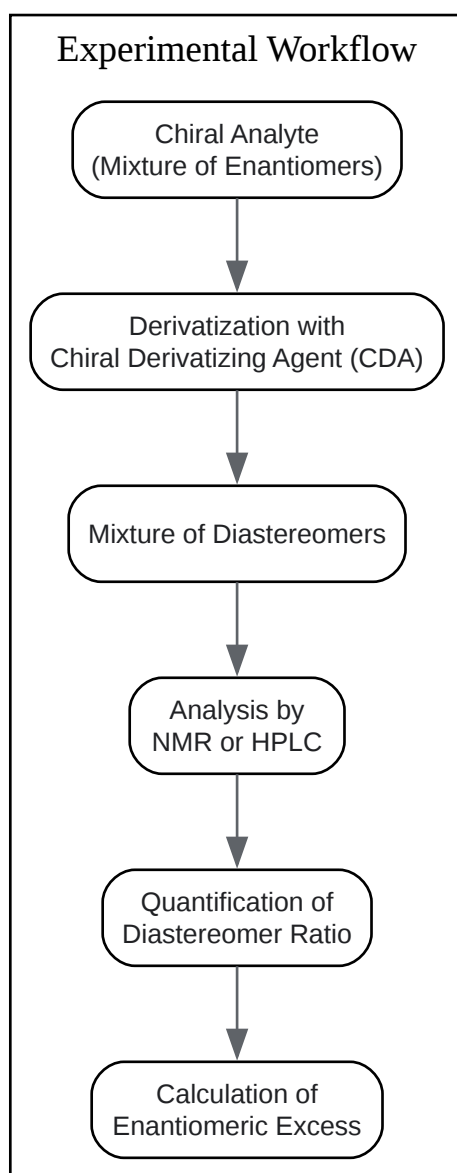 Experimental Workflow
Chiral Analyte
(Mixture of Enantiomers)
Derivatization with
Chiral Derivatizing Agent (CDA)
Mixture of Diastereomers
Analysis by
NMR or HPLC
Quantification of
Diastereomer Ratio
Calculation of
Enantiomeric Excess